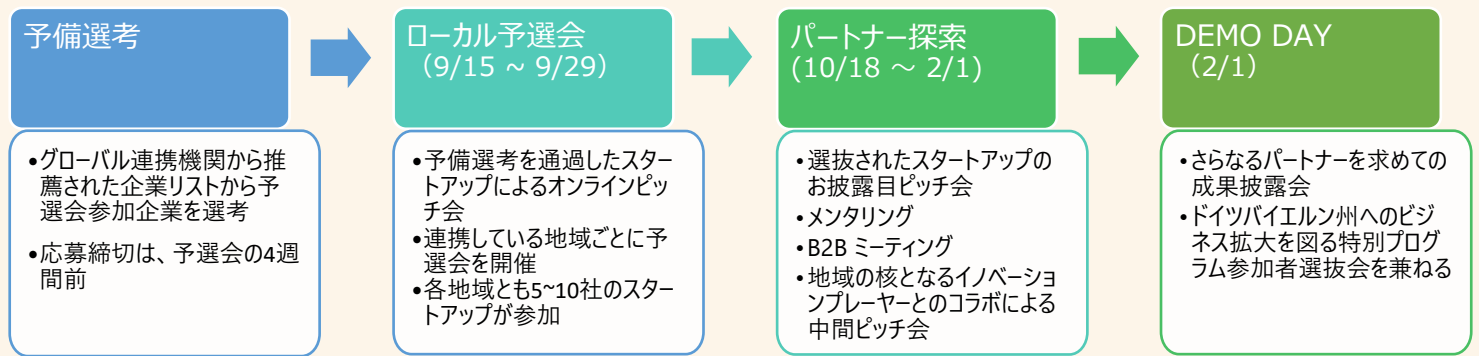 予備選考
•グローバル連携機関から推
薦された企業リストから予
選会参加企業を選考
•応募締切は、予選会の4週
間前
ローカル予選会
（9/15 ~ 9/29）
•予備選考を通過したスター
トアップによるオンラインピッ
チ会
•連携している地域ごとに予
選会を開催
•各地域とも5~10社のスター
トアップが参加
パートナー探索
(10/18 ～ 2/1)
•選抜されたスタートアップの
お披露目ピッチ会
•メンタリング
•B2B ミーティング
•地域の核となるイノベーショ
ンプレーヤーとのコラボによる
中間ピッチ会
DEMO DAY
（2/1）
•さらなるパートナーを求めての
成果披露会
•ドイツバイエルン州へのビジ
ネス拡大を図る特別プログ
ラム参加者選抜会を兼ねる